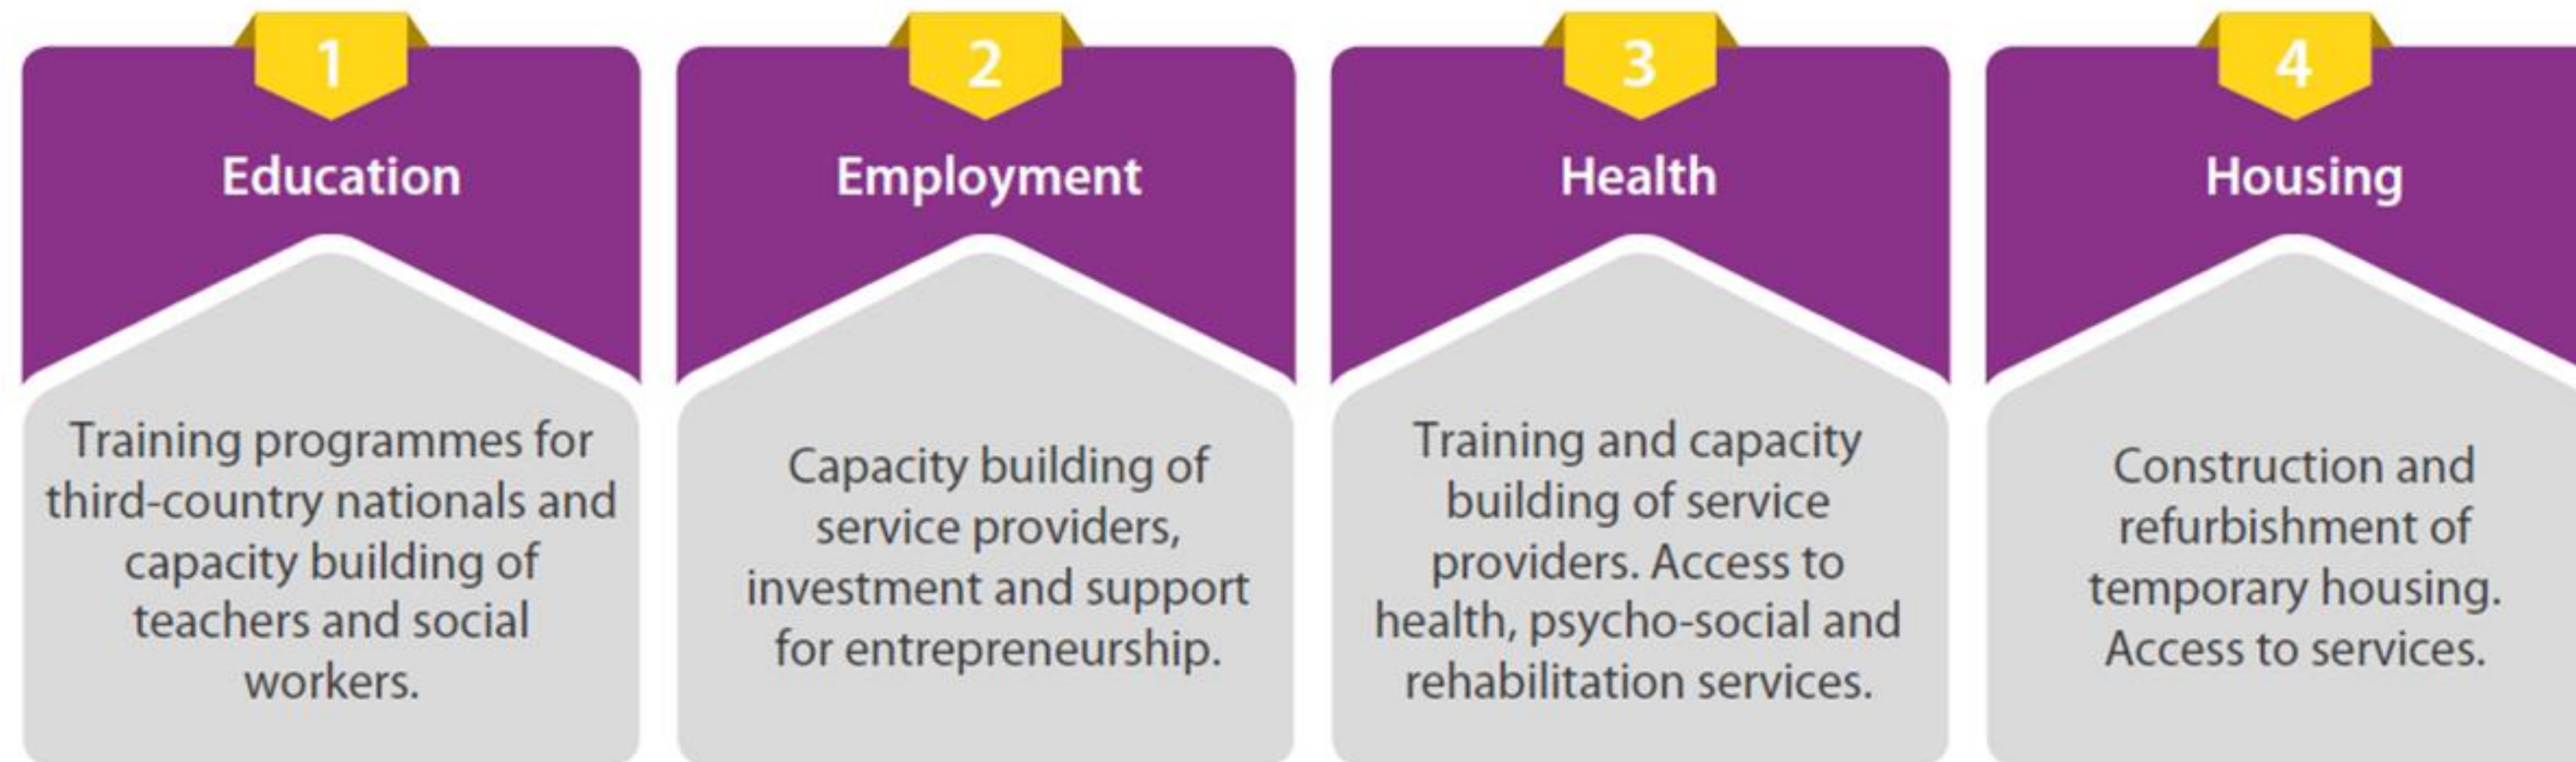 1
Education
Training programmes for
third-country nationals and
capacity building of
teachers and social
workers.
2
Employment
Capacity building of
service providers,
investment and support
for entrepreneurship.
3
Health
Training and capacity
building of service
providers. Access to
health, psycho-social and
rehabilitation services.
4
Housing
Construction and
refurbishment of
temporary housing.
Access to services.